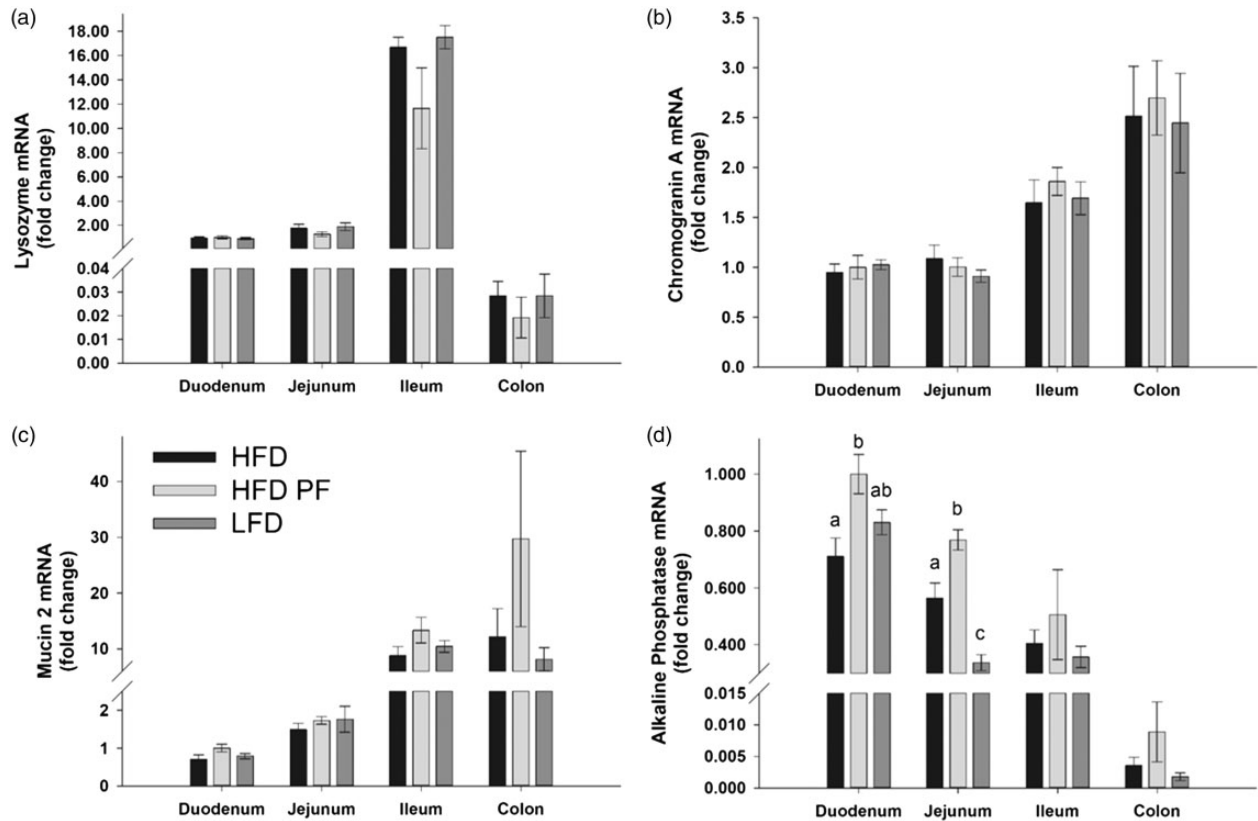 (a)
Lysozyme mRNA
(fold change)
18.00
16.00
14.00
12.00
10.00
8.00
6.00
4.00
2.00
0.04
0.03
0.02
0.01
0.00
Duodenum Jejunum Ileum Colon
(b)
Chromogranin A mRNA
(fold change)
3.5
3.0
2.5
2.0
1.5
1.0
0.5
0.0
Duodenum Jejunum Ileum Colon
(c)
Mucin 2 mRNA
(fold change)
40
30
20
10
2
1
0
HFD
HFD PF
LFD
Duodenum Jejunum Ileum Colon
(d)
Alkaline Phosphatase mRNA
(fold change)
1.000
0.800
0.600
0.400
0.015
0.010
0.005
0.000
a b ab
a b c
Duodenum Jejunum Ileum Colon